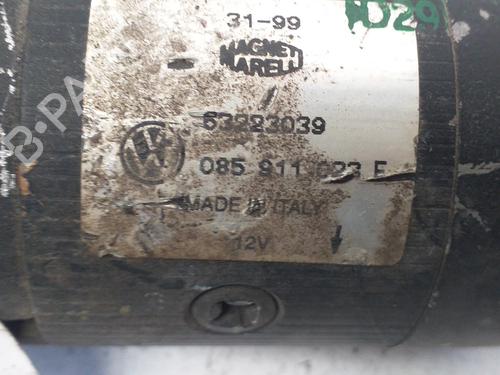 31-99
MAGNETI
MARELLI
63223039
085 911 023 F
MADE IN ITALY
12V